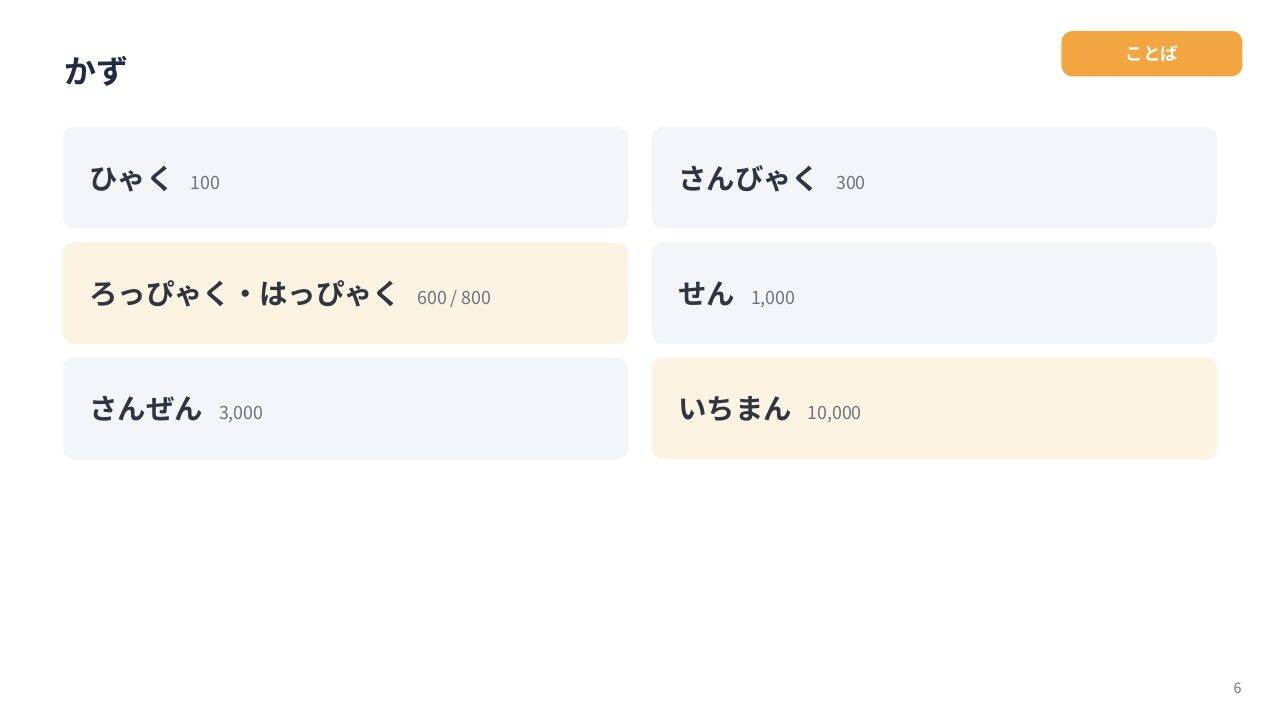 かず
ことば
ひゃく 100
さんびゃく 300
ろっぴゃく・はっぴゃく 600 / 800
せん 1,000
さんぜん 3,000
いちまん 10,000
6